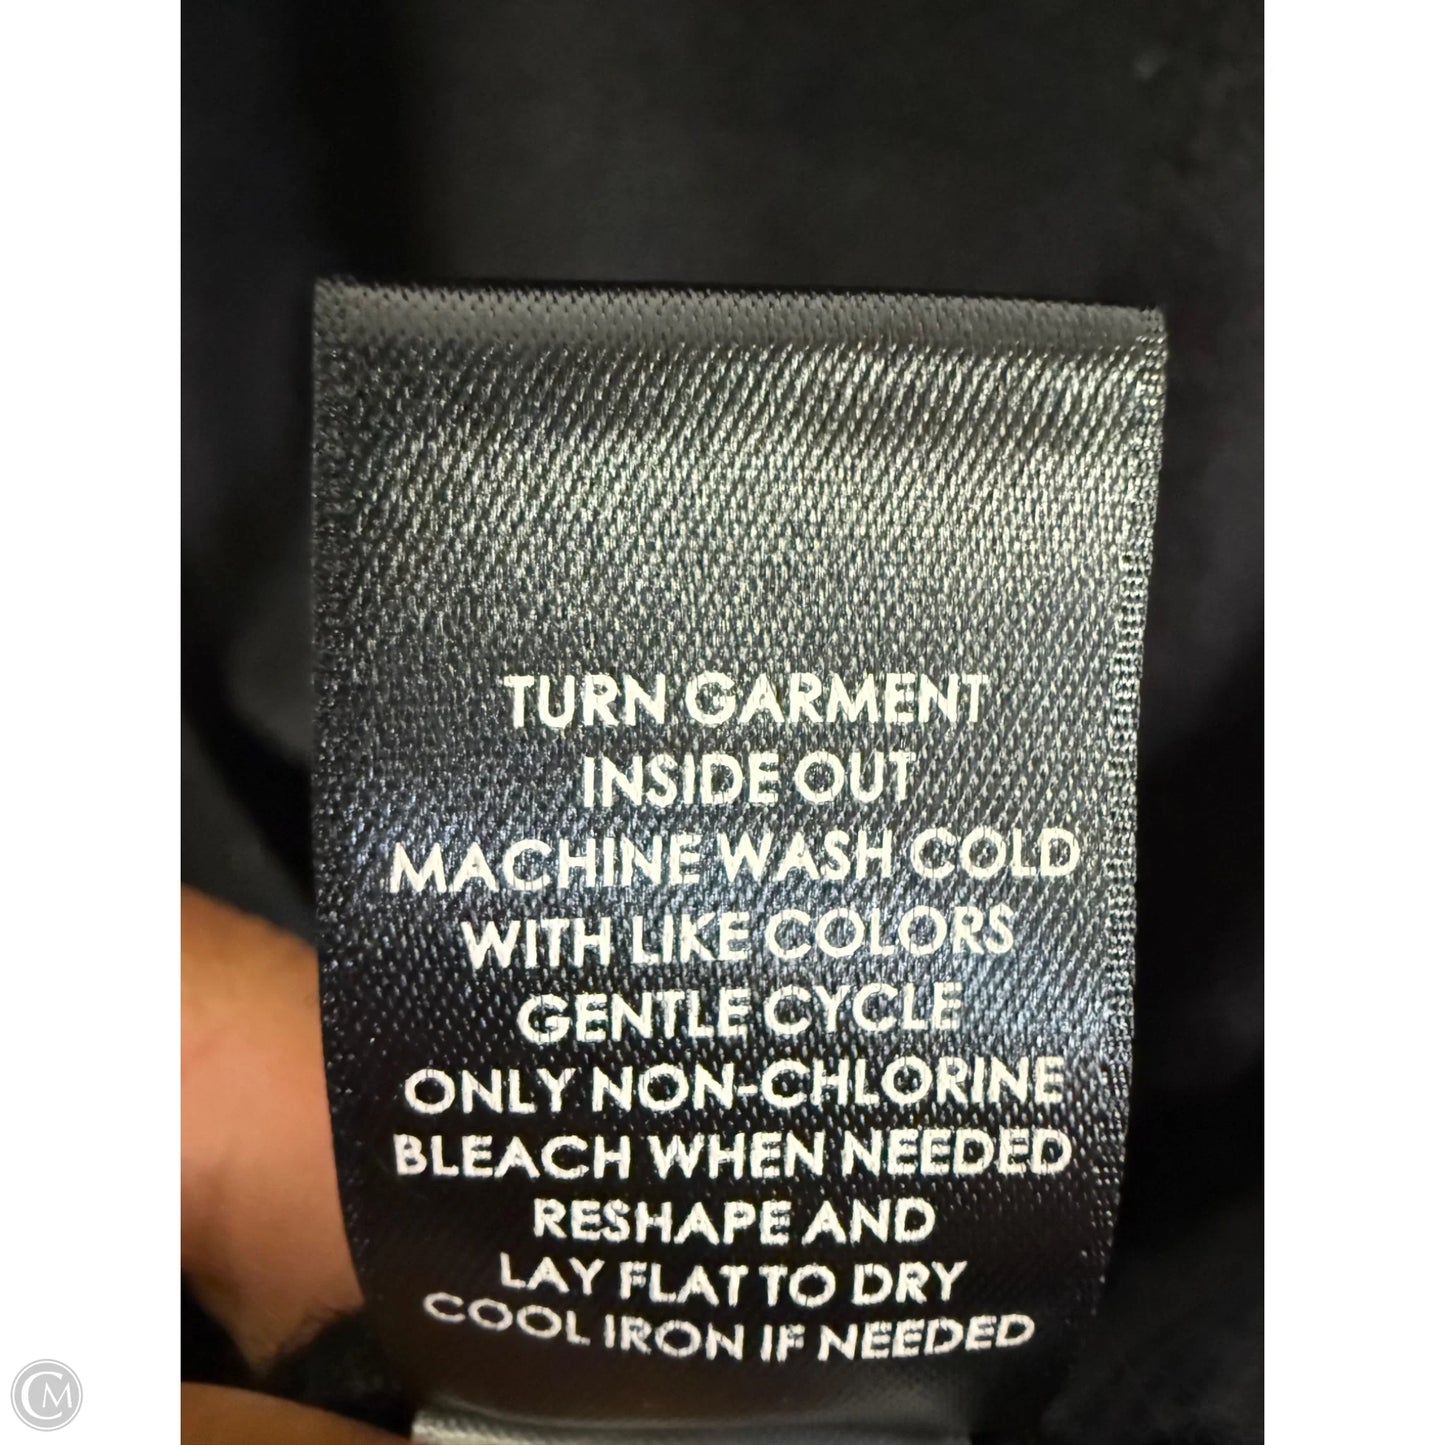 TURN GARMENT
INSIDE OUT
MACHINE WASH COLD
WITH LIKE COLORS
GENTLE CYCLE
ONLY NON-CHLORINE
BLEACH WHEN NEEDED
RESHAPE AND
LAY FLAT TO DRY
COOL IRON IF NEEDED
CM